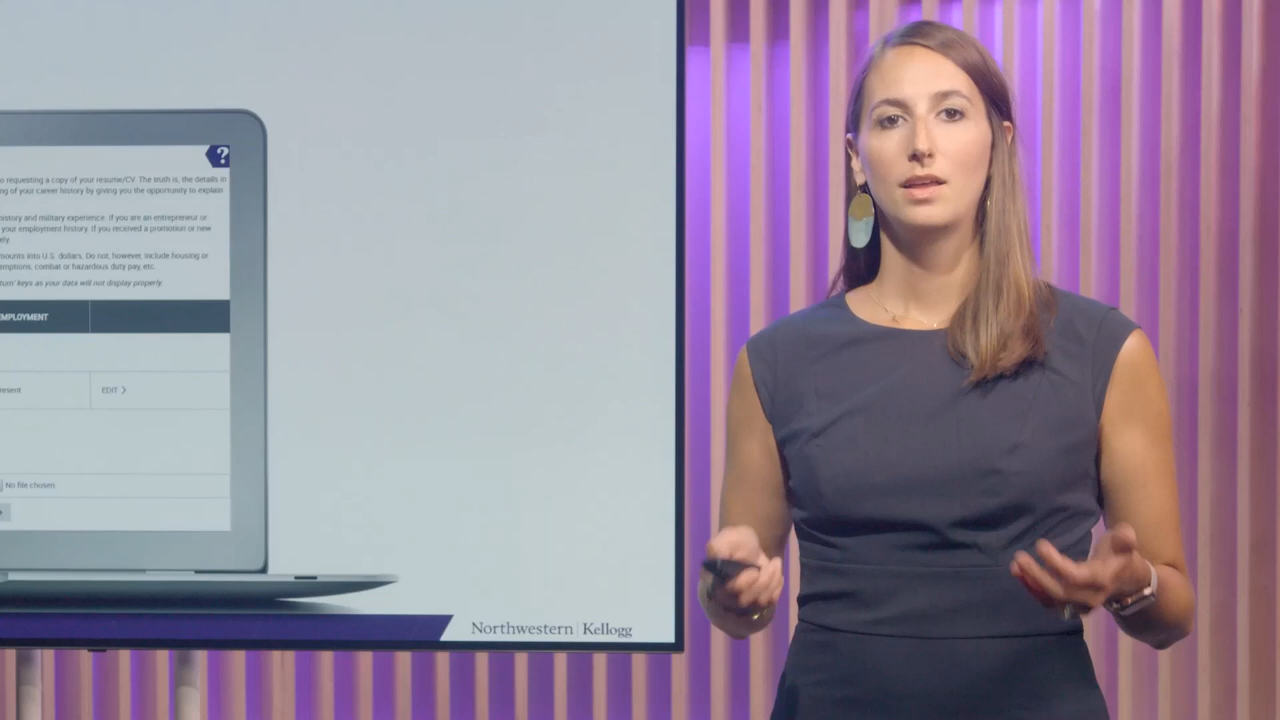 ?
o requesting a copy of your resume/CV. The truth is, the details in
ng of your career history by giving you the opportunity to explain
istory and military experience. If you are an entrepreneur or
your employment history. If you received a promotion or new
ely.
mounts into U.S. dollars. Do not, however, include housing or
emptions, combat or hazardous duty pay, etc.
turn' keys as your data will not display properly.
EMPLOYMENT
resent
EDIT >
No file chosen
Northwestern | Kellogg